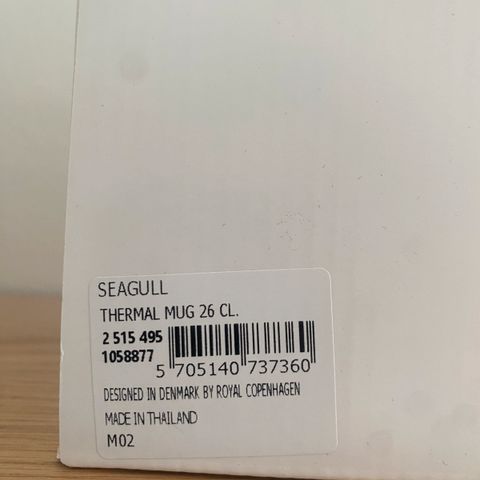 SEAGULL
THERMAL MUG 26 CL.
2 515 495
1058877
5 705140 737360
DESIGNED IN DENMARK BY ROYAL COPENHAGEN
MADE IN THAILAND
M02